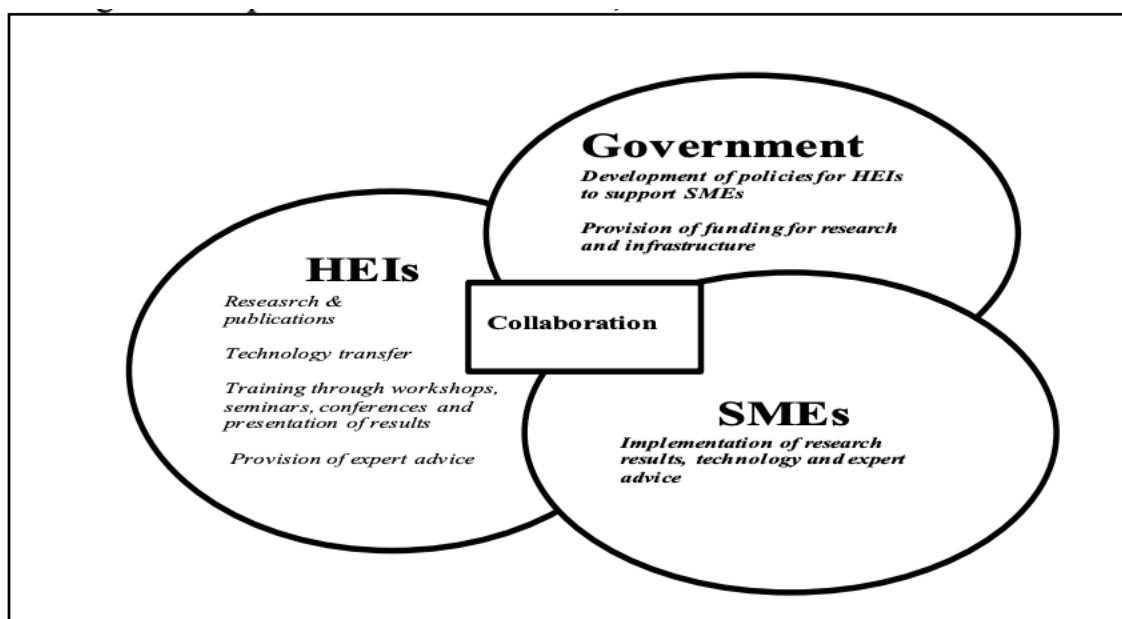 Government
Development of policies for HEIs
to support SMEs
Provision of funding for research
and infrastructure
HEIs
Reseasrch &
publications
Technology transfer
Training through workshops,
seminars, conferences and
presentation of results
Provision of expert advice
Collaboration
SMEs
Implementation of research
results, technology and expert
advice